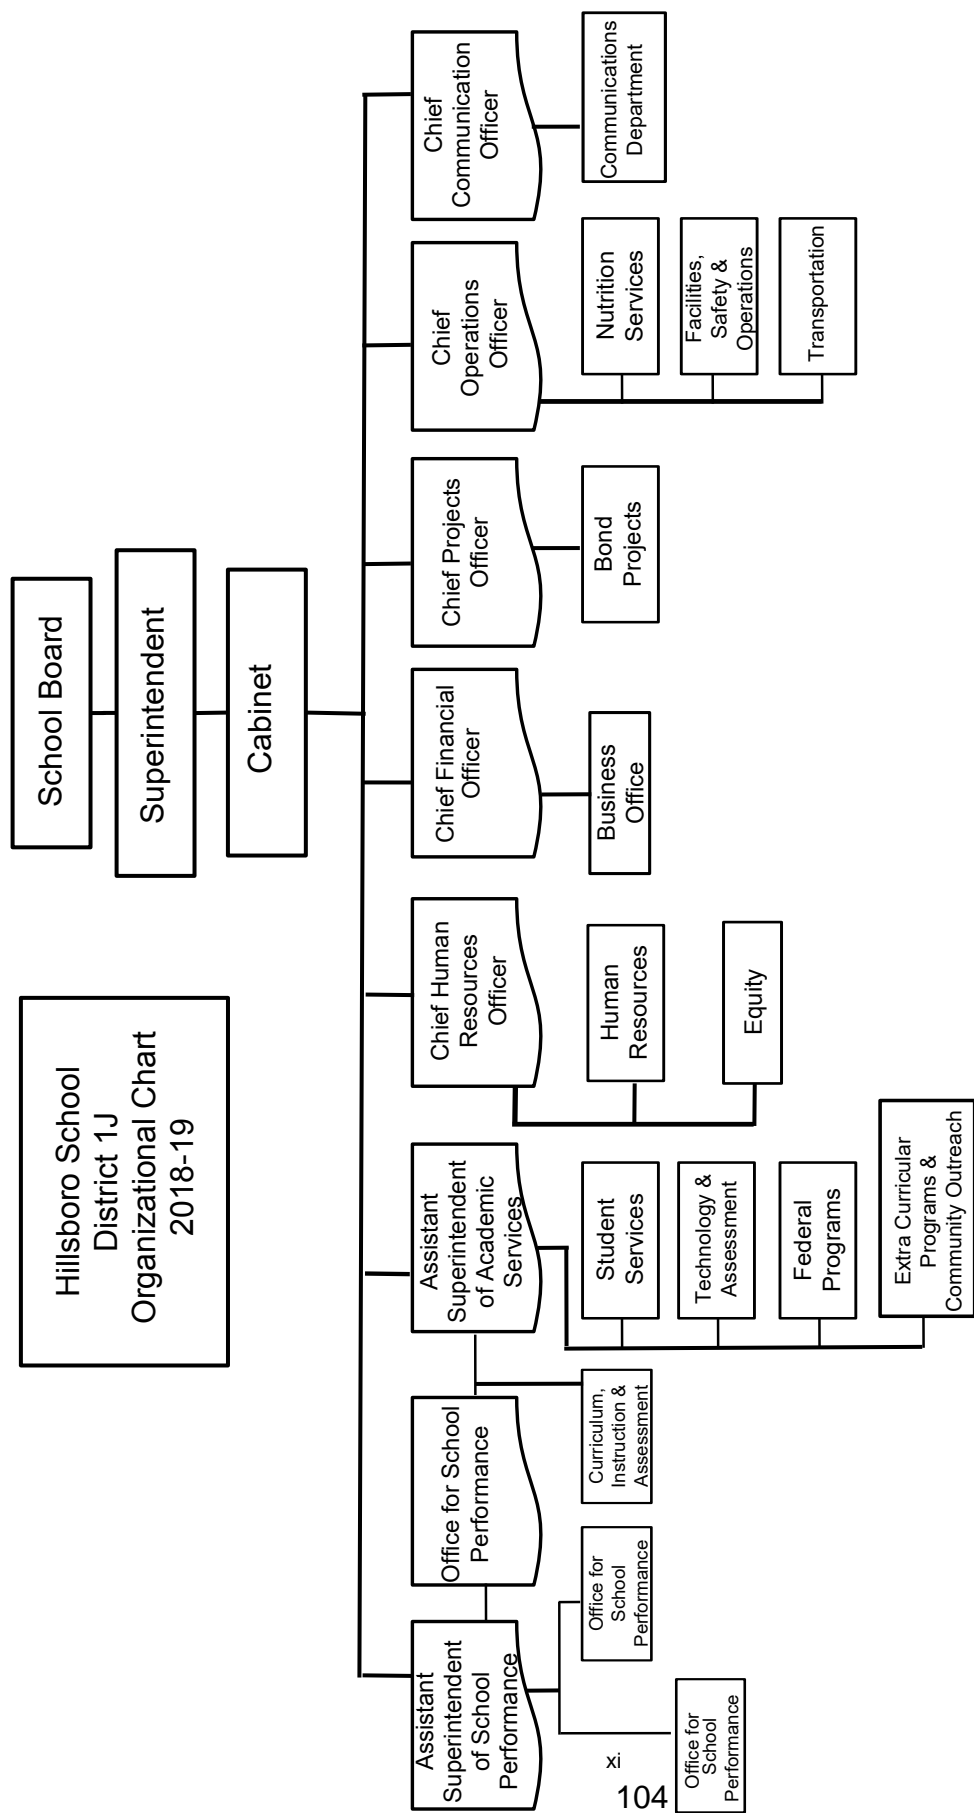 Hillsboro School
District 1J
Organizational Chart
2018-19
School Board
Superintendent
Cabinet
Assistant
Superintendent
of School
Performance
Office for School
Performance
Assistant
Superintendent
of Academic
Services
Chief Human
Resources
Officer
Chief Financial
Officer
Chief Projects
Officer
Chief
Operations
Officer
Chief
Communication
Officer
Office for
School
Performance
Office for
School
Performance
Curriculum,
Instruction &
Assessment
Student
Services
Technology &
Assessment
Federal
Programs
Extra Curricular
Programs &
Community Outreach
Human
Resources
Equity
Business
Office
Bond
Projects
Nutrition
Services
Facilities,
Safety &
Operations
Transportation
Communications
Department
xi
104